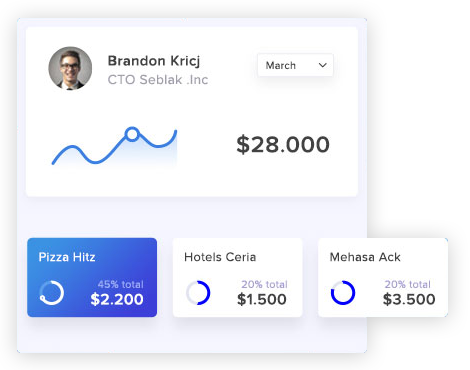 Brandon Kricj
CTO Seblak .Inc
March
$28.000
Pizza Hitz
45% total
$2.200
Hotels Ceria
20% total
$1.500
Mehasa Ack
20% total
$3.500